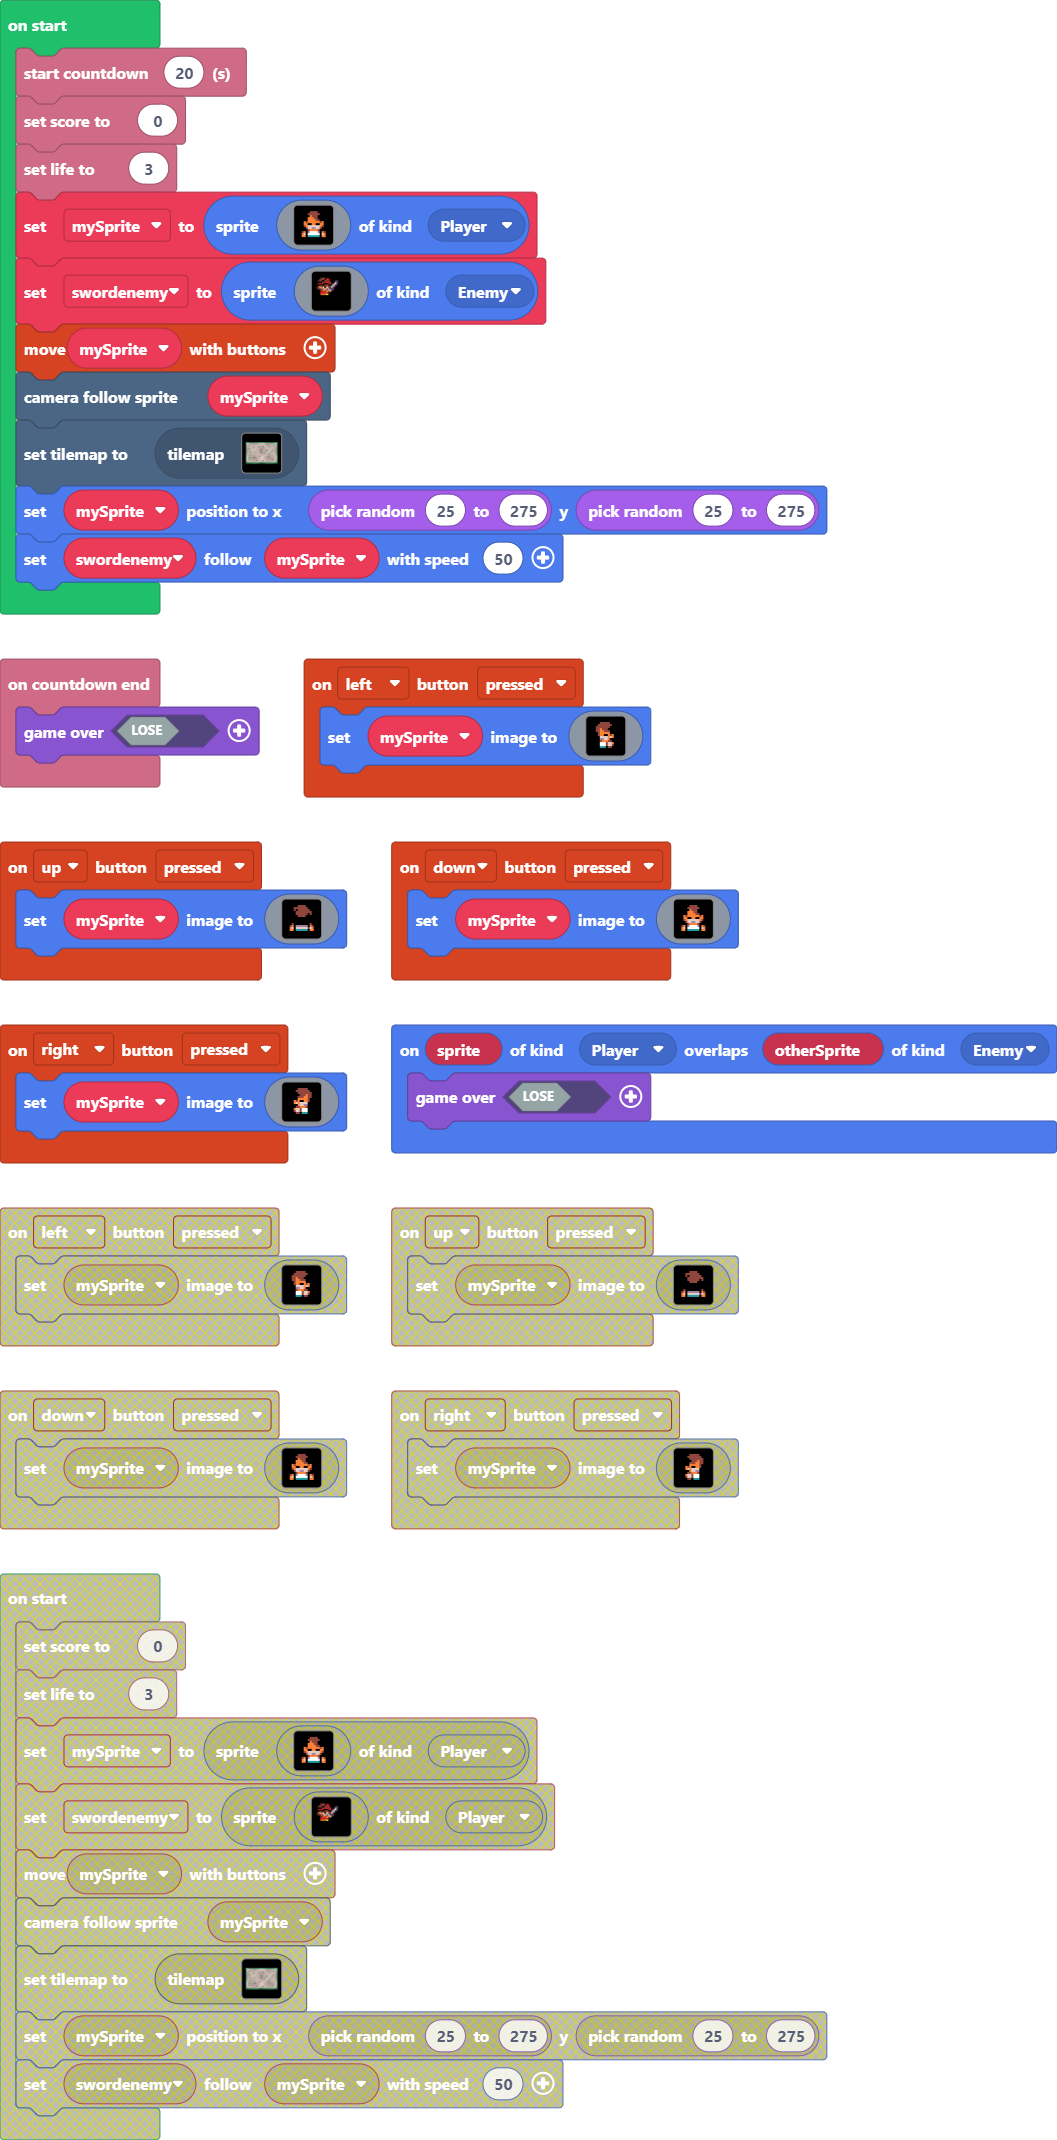 on start
start countdown 20 (s)
set score to 0
set life to 3
set mySprite to sprite of kind Player
set swordenemy to sprite of kind Enemy
move mySprite with buttons
camera follow sprite mySprite
set tilemap to tilemap
set mySprite position to x pick random 25 to 275 y pick random 25 to 275
set swordenemy follow mySprite with speed 50
on countdown end
game over LOSE
on left button pressed
set mySprite image to
on up button pressed
set mySprite image to
on down button pressed
set mySprite image to
on right button pressed
set mySprite image to
on sprite of kind Player overlaps otherSprite of kind Enemy
game over LOSE
on left button pressed
set mySprite image to
on up button pressed
set mySprite image to
on down button pressed
set mySprite image to
on right button pressed
set mySprite image to
on start
set score to 0
set life to 3
set mySprite to sprite of kind Player
set swordenemy to sprite of kind Player
move mySprite with buttons
camera follow sprite mySprite
set tilemap to tilemap
set mySprite position to x pick random 25 to 275 y pick random 25 to 275
set swordenemy follow mySprite with speed 50